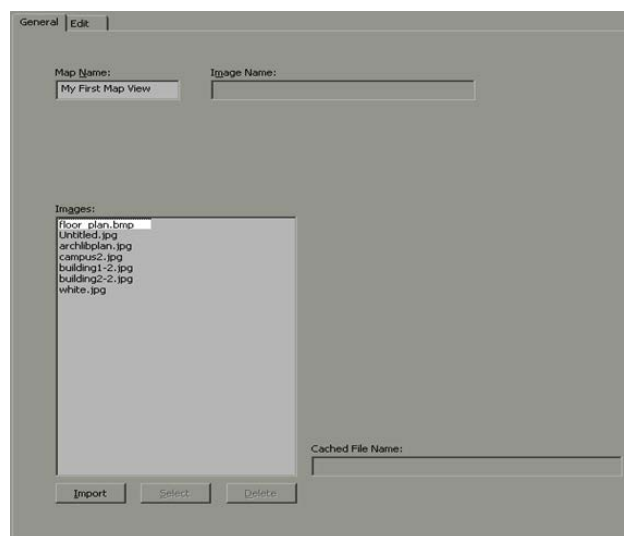 General Edit
Map Name: Image Name:
My First Map View
Images:
floor_plan.bmp
Untitled.jpg
archlibplan.jpg
campus2.jpg
building1-2.jpg
building2-2.jpg
white.jpg
Cached File Name:
Import Select Delete